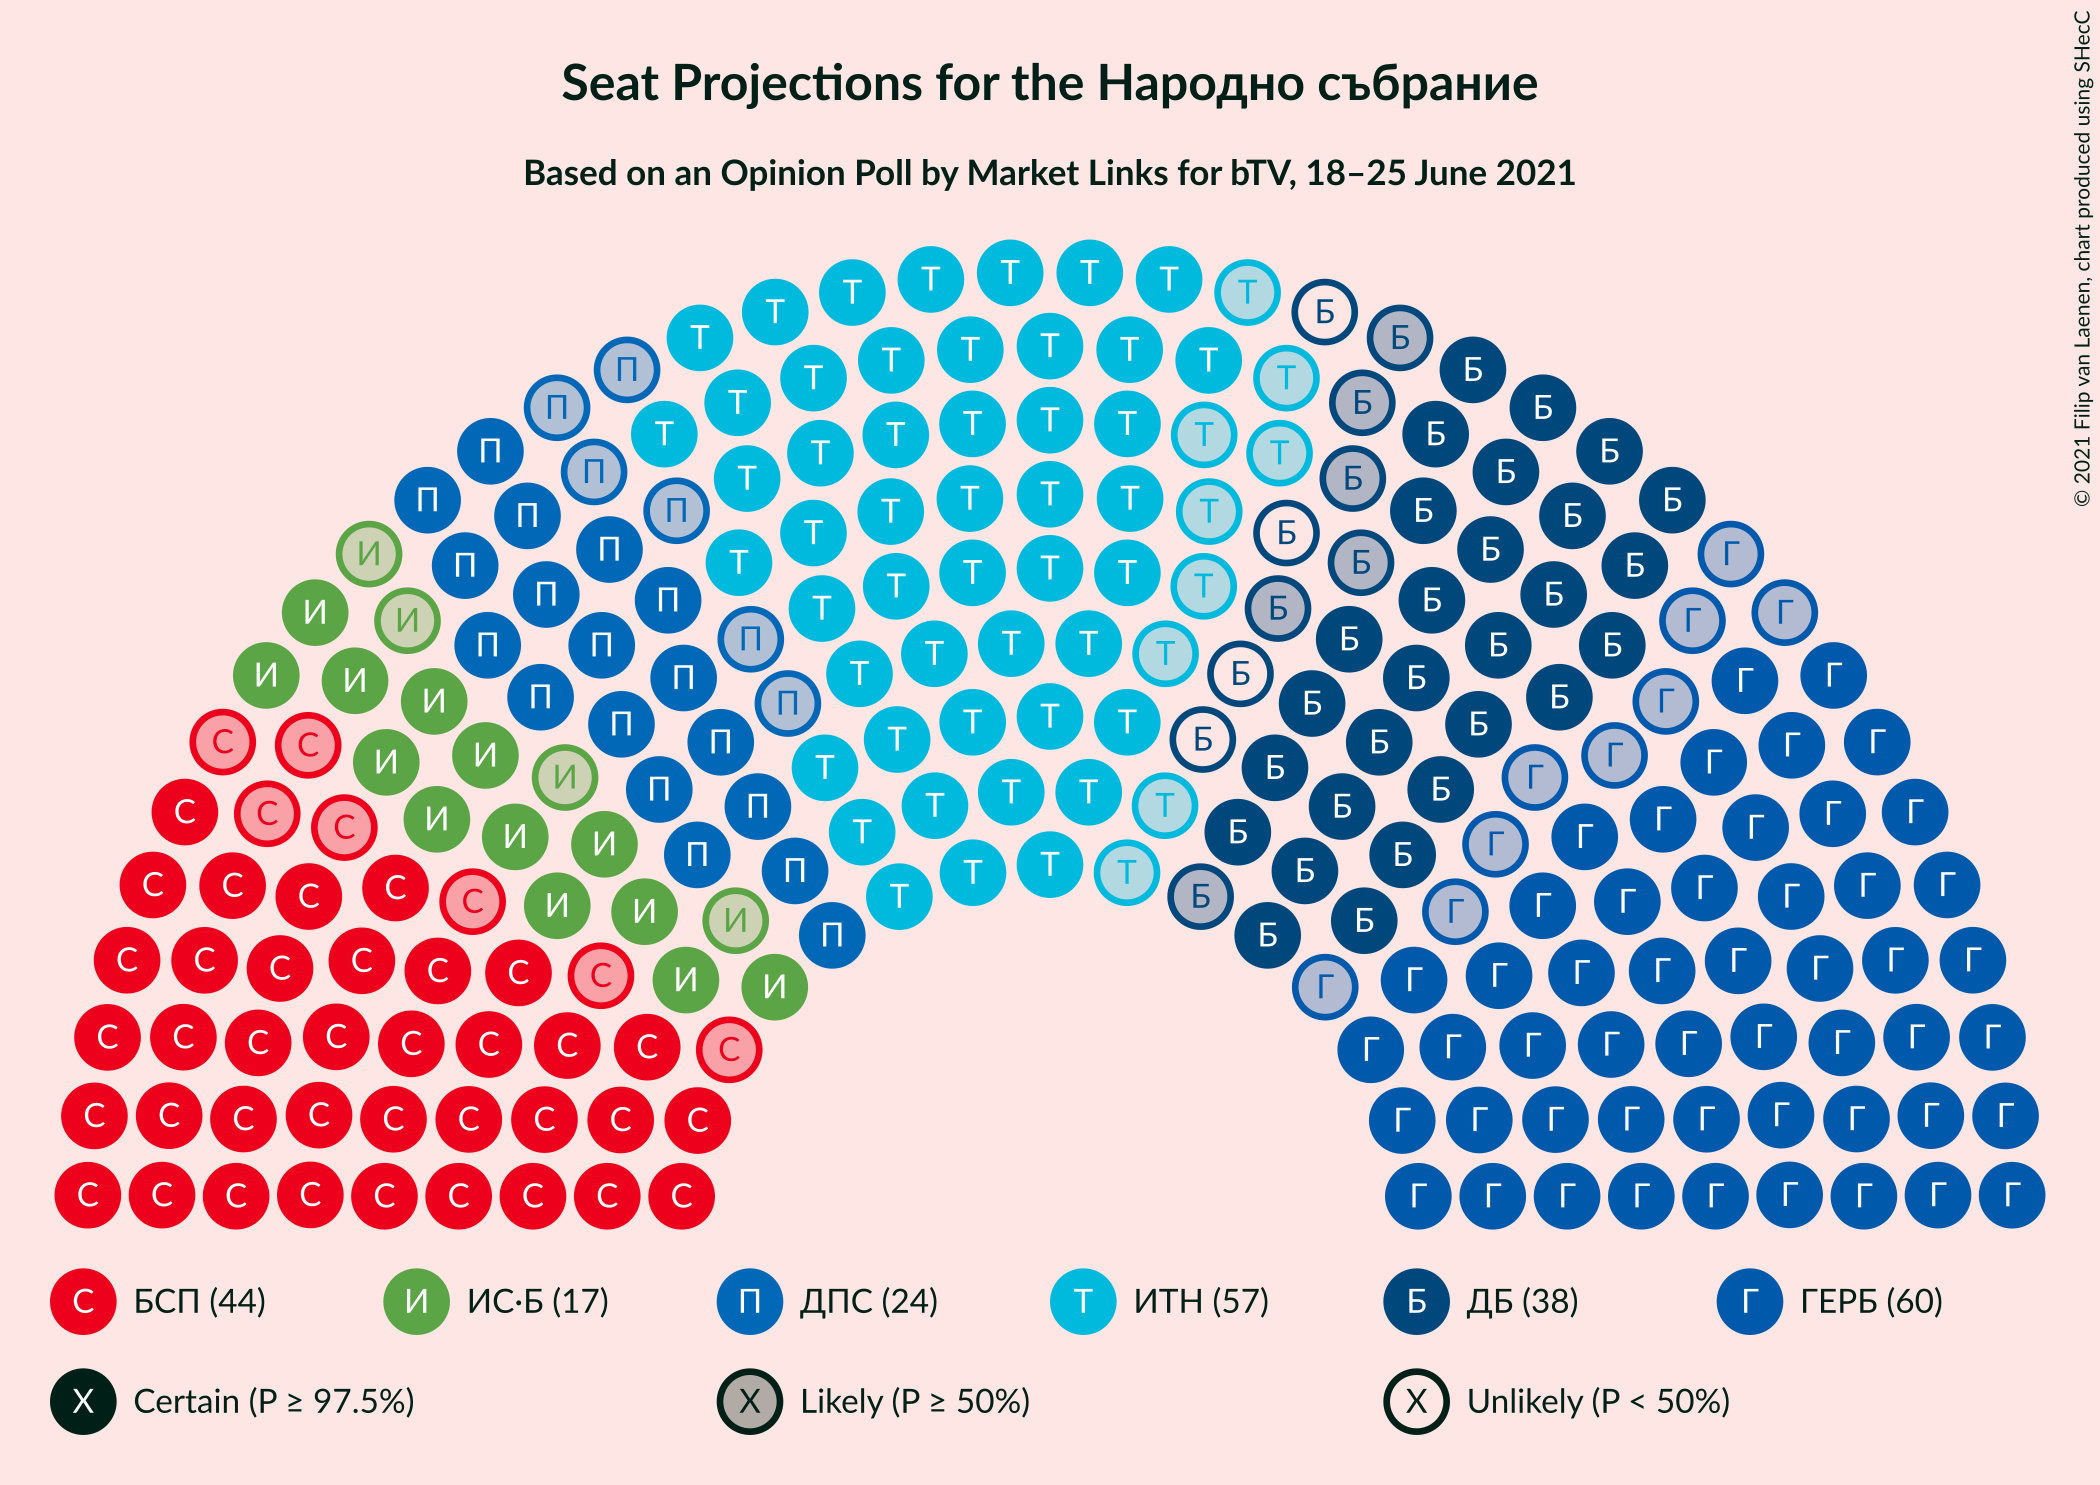 Seat Projections for the Народно събрание
Based on an Opinion Poll by Market Links for bTV, 18–25 June 2021
© 2021 Filip van Laenen, chart produced using SHecC
С БСП (44) И ИС·Б (17) П ДПС (24) Т ИТН (57) Б ДБ (38) Г ГЕРБ (60)
X Certain (P ≥ 97.5%) X Likely (P ≥ 50%) X Unlikely (P < 50%)